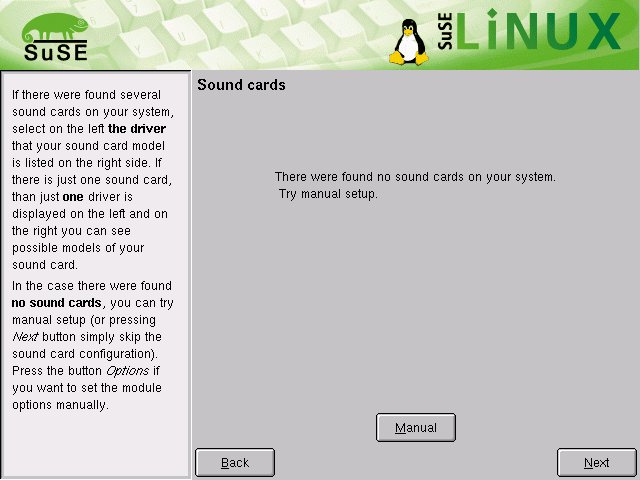 SuSE
SuSE LiNUX
If there were found several
sound cards on your system,
select on the left the driver
that your sound card model
is listed on the right side. If
there is just one sound card,
than just one driver is
displayed on the left and on
the right you can see
possible models of your
sound card.
In the case there were found
no sound cards, you can try
manual setup (or pressing
Next button simply skip the
sound card configuration).
Press the button Options if
you want to set the module
options manually.
Sound cards
There were found no sound cards on your system.
Try manual setup.
Manual
Back
Next